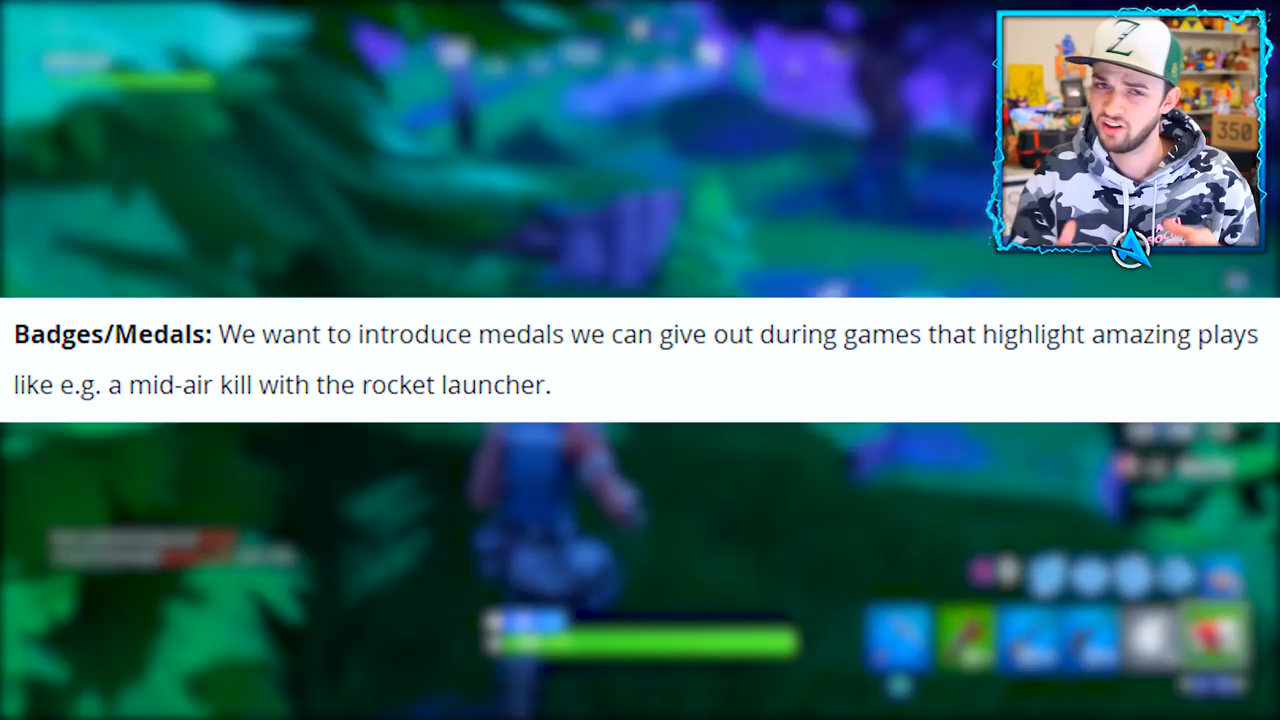 Z
350
Badges/Medals: We want to introduce medals we can give out during games that highlight amazing plays
like e.g. a mid-air kill with the rocket launcher.